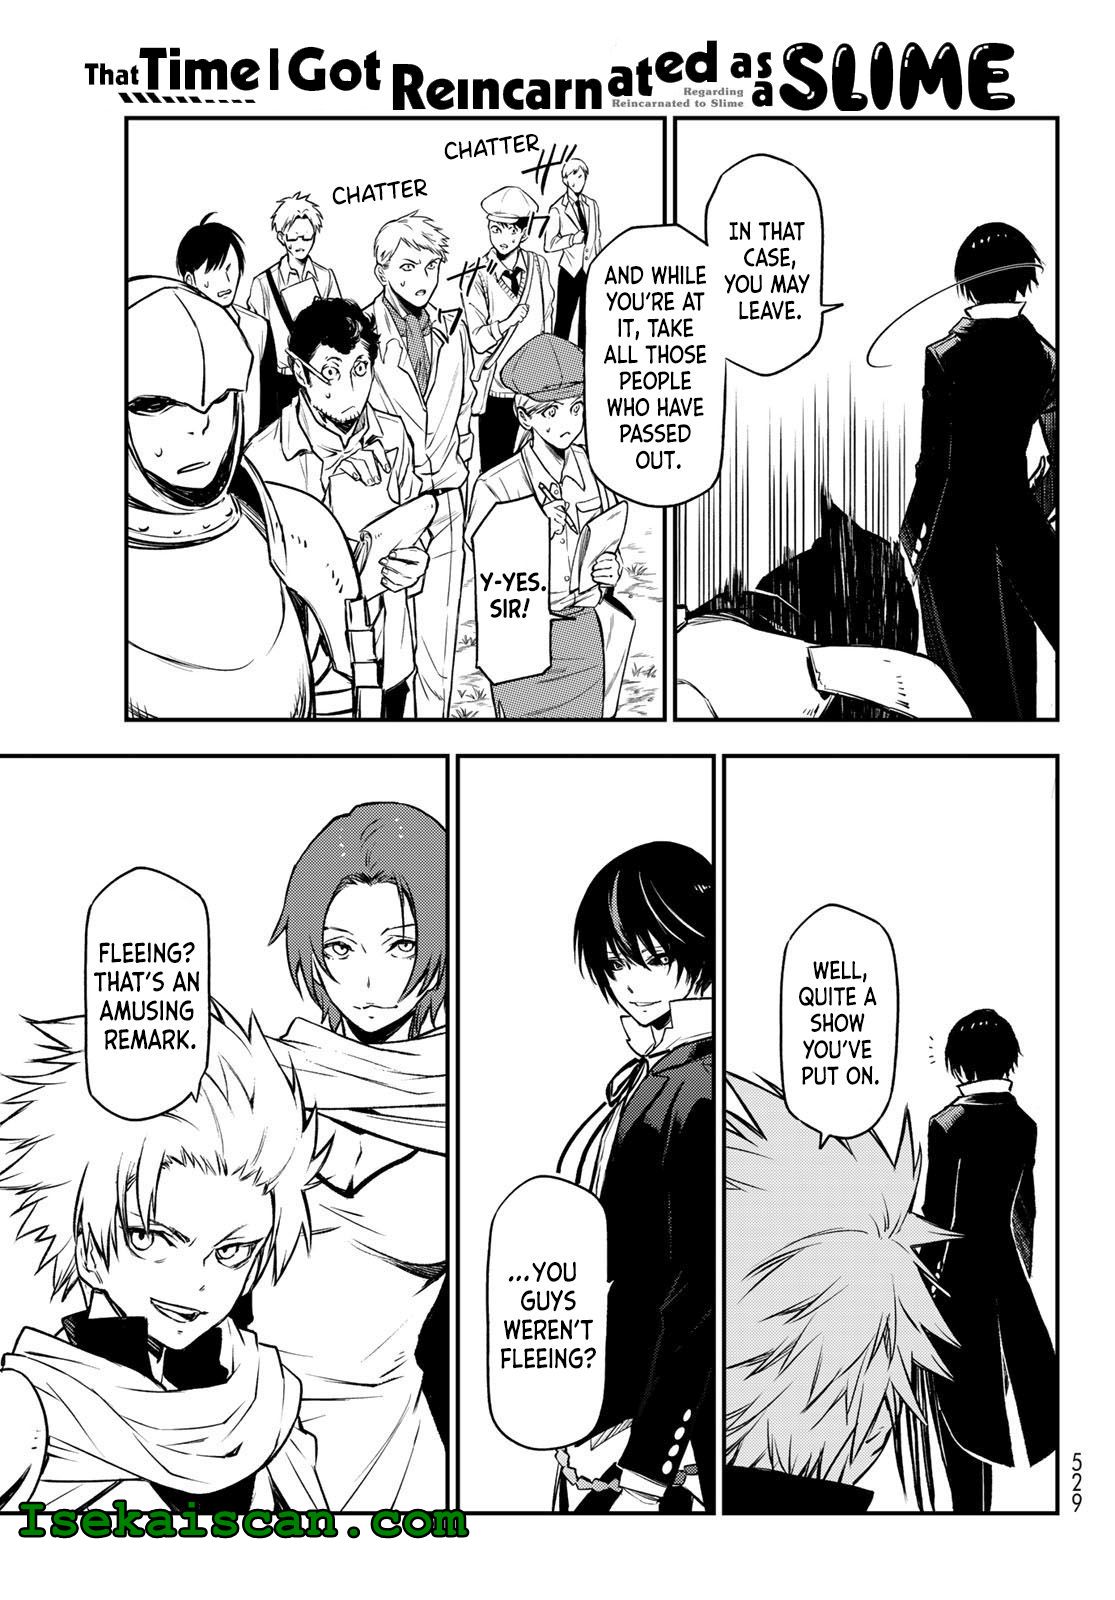 That Time I Got Reincarnated as a SLIME
Regarding
Reincarnated to Slime
IN THAT
CASE,
YOU MAY
LEAVE.
AND WHILE
YOU'RE AT
IT, TAKE
ALL THOSE
PEOPLE
WHO HAVE
PASSED
OUT.
CHATTER
CHATTER
Y-YES.
SIR!
WELL,
QUITE A
SHOW
YOU'VE
PUT ON.
...YOU
GUYS
WEREN'T
FLEEING?
FLEEING?
THAT'S AN
AMUSING
REMARK.
529
Isekaiscan.com